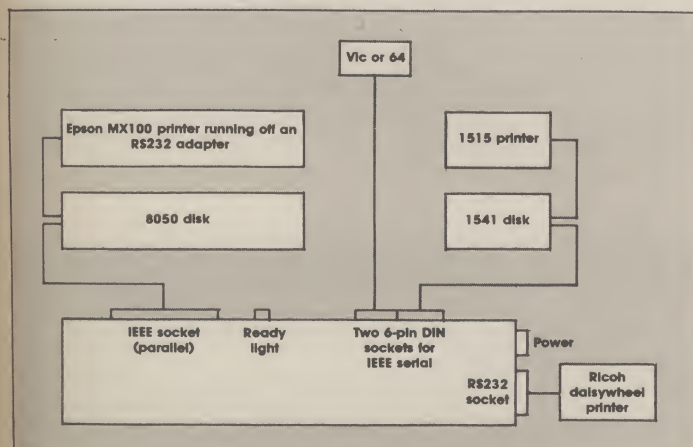 Vic or 64
Epson MX100 printer running off an
RS232 adapter
1515 printer
8050 disk
1541 disk
IEEE socket
(parallel)
Ready
light
Two 6-pin DIN
sockets for
IEEE serial
Power
RS232
socket
Ricoh
daisywheel
printer